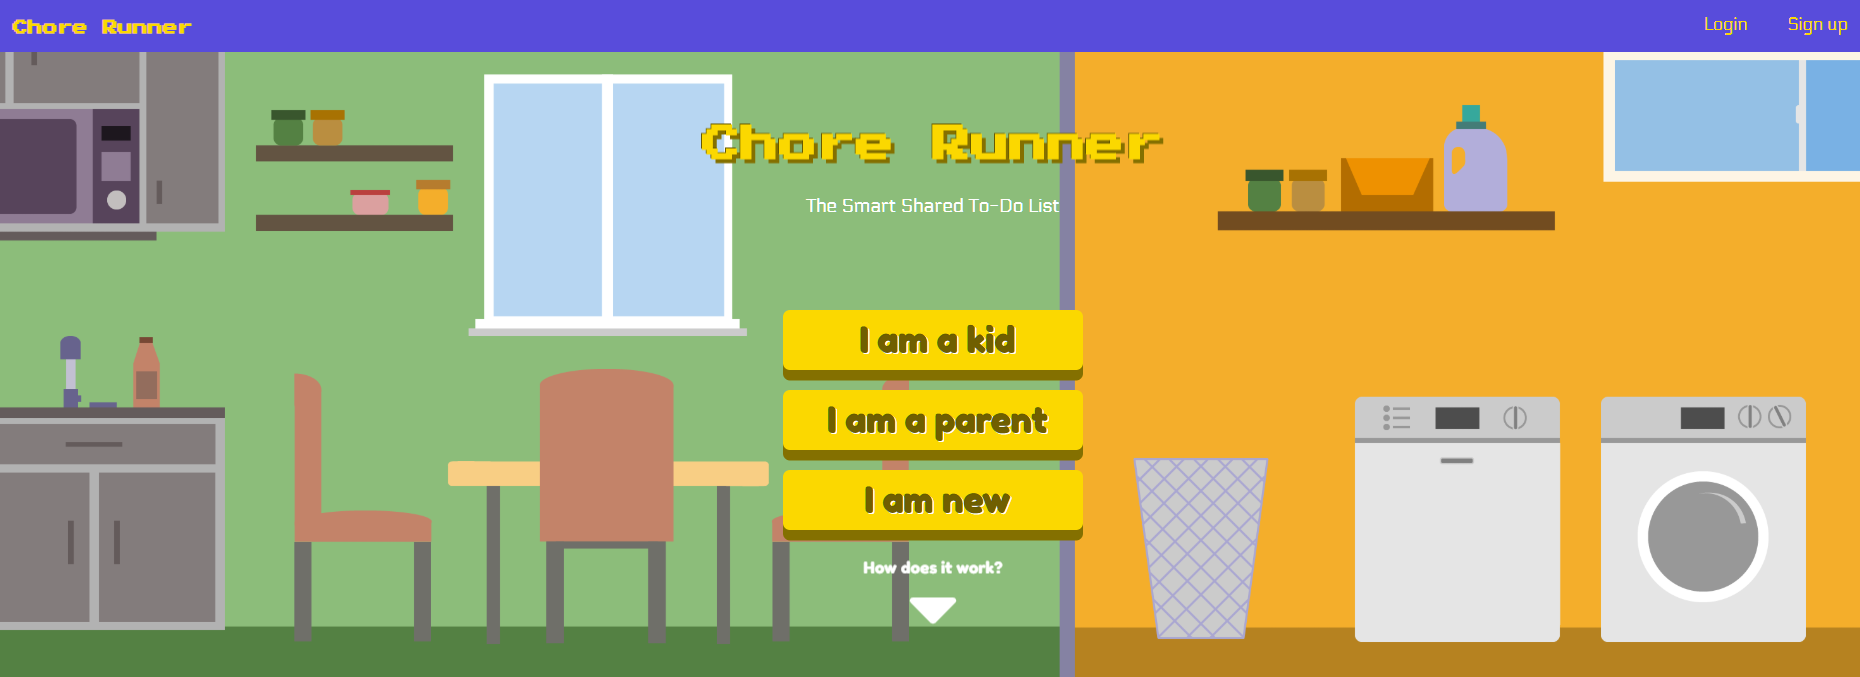 Chore Runner
Login
Sign up
Chore Runner
The Smart Shared To-Do List
I am a kid
I am a parent
I am new
How does it work?